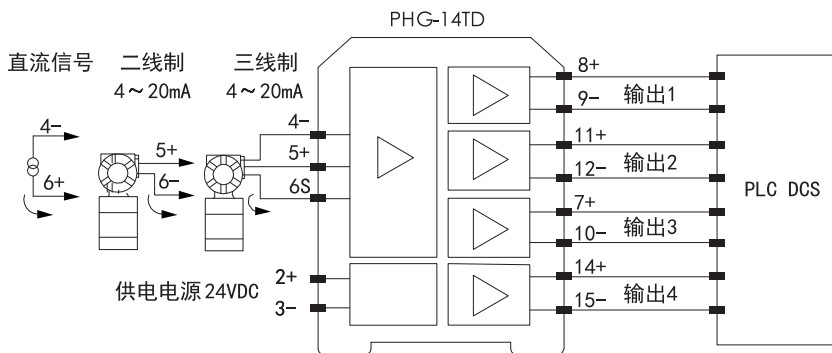 PHG-14TD
直流信号
二线制
4～20mA
三线制
4～20mA
4-
6+
5+
6-
4-
5+
6S
供电电源24VDC
2+
3-
8+
9-
输出1
11+
12-
输出2
7+
10-
输出3
14+
15-
输出4
PLC DCS